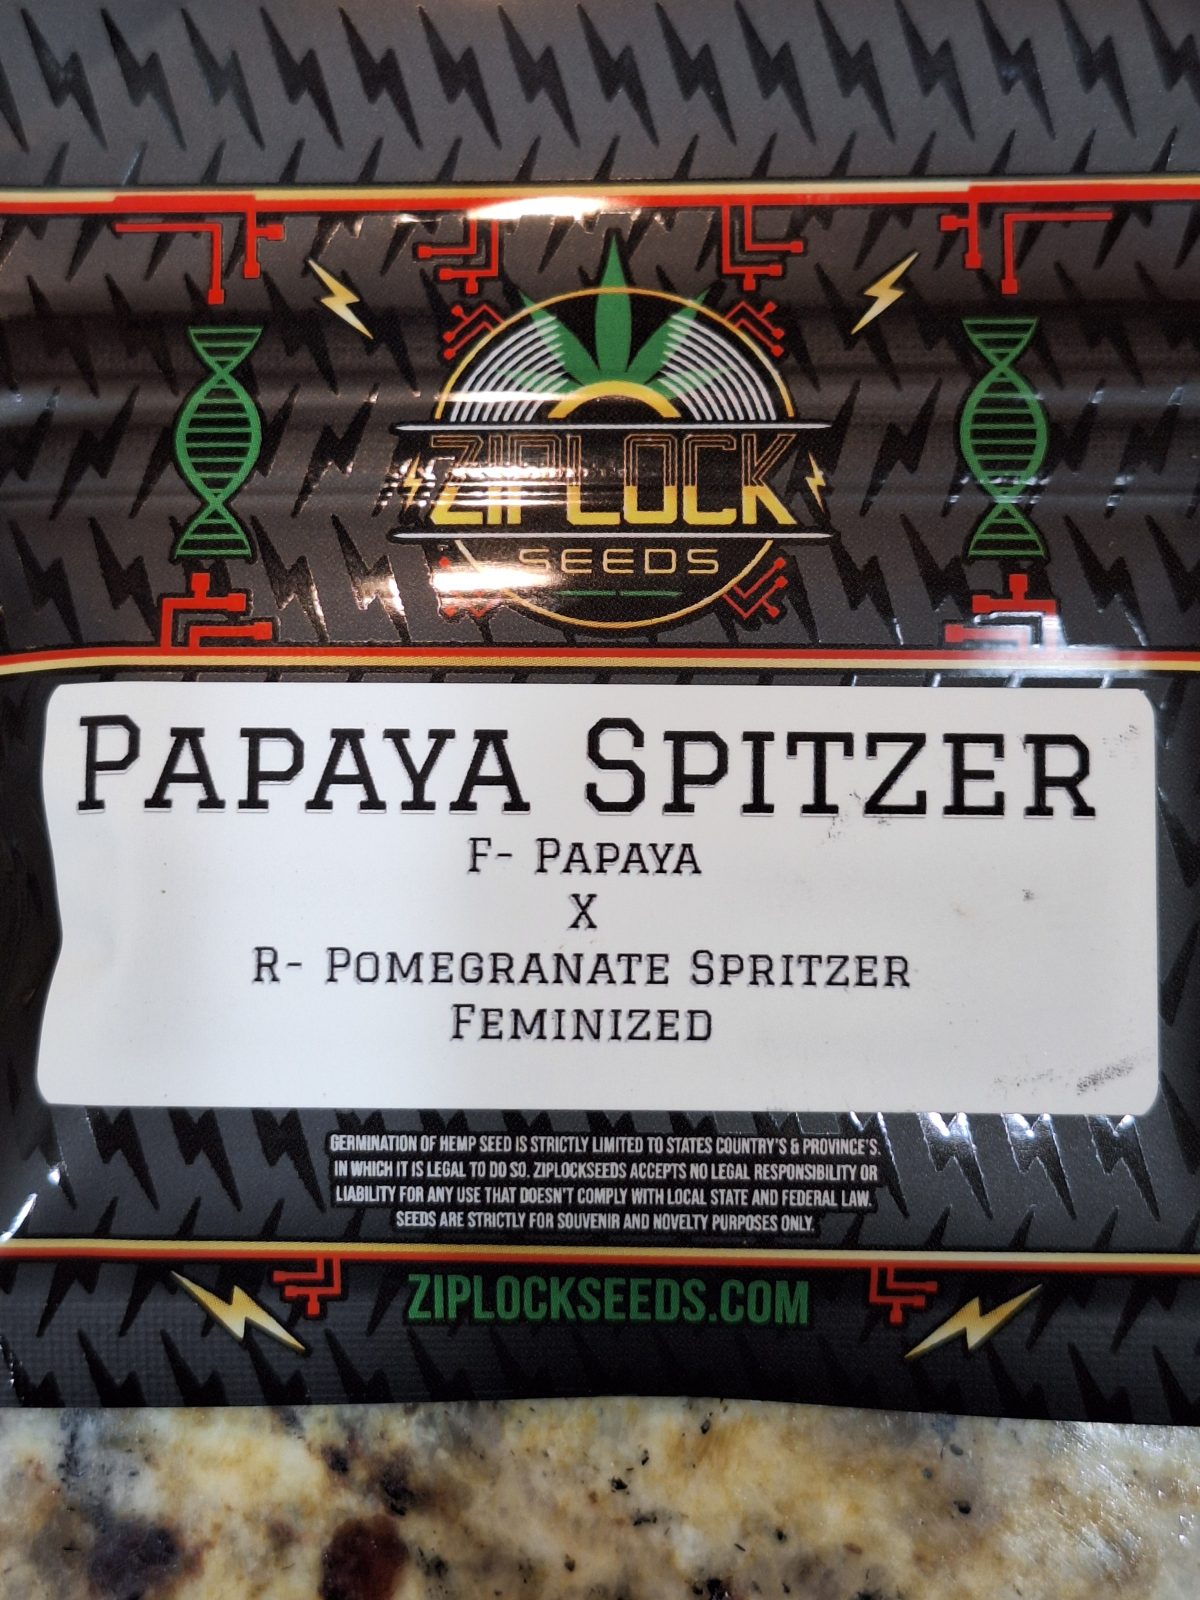 ZIPLOCK
SEEDS
PAPAYA SPITZER
F- PAPAYA
X
R- POMEGRANATE SPRITZER
FEMINIZED
GERMINATION OF HEMP SEED IS STRICTLY LIMITED TO STATES COUNTRY'S & PROVINCE'S.
IN WHICH IT IS LEGAL TO DO SO. ZIPLOCKSEEDS ACCEPTS NO LEGAL RESPONSIBILITY OR
LIABILITY FOR ANY USE THAT DOESN'T COMPLY WITH LOCAL STATE AND FEDERAL LAW.
SEEDS ARE STRICTLY FOR SOUVENIR AND NOVELTY PURPOSES ONLY.
ZIPLOCKSEEDS.COM